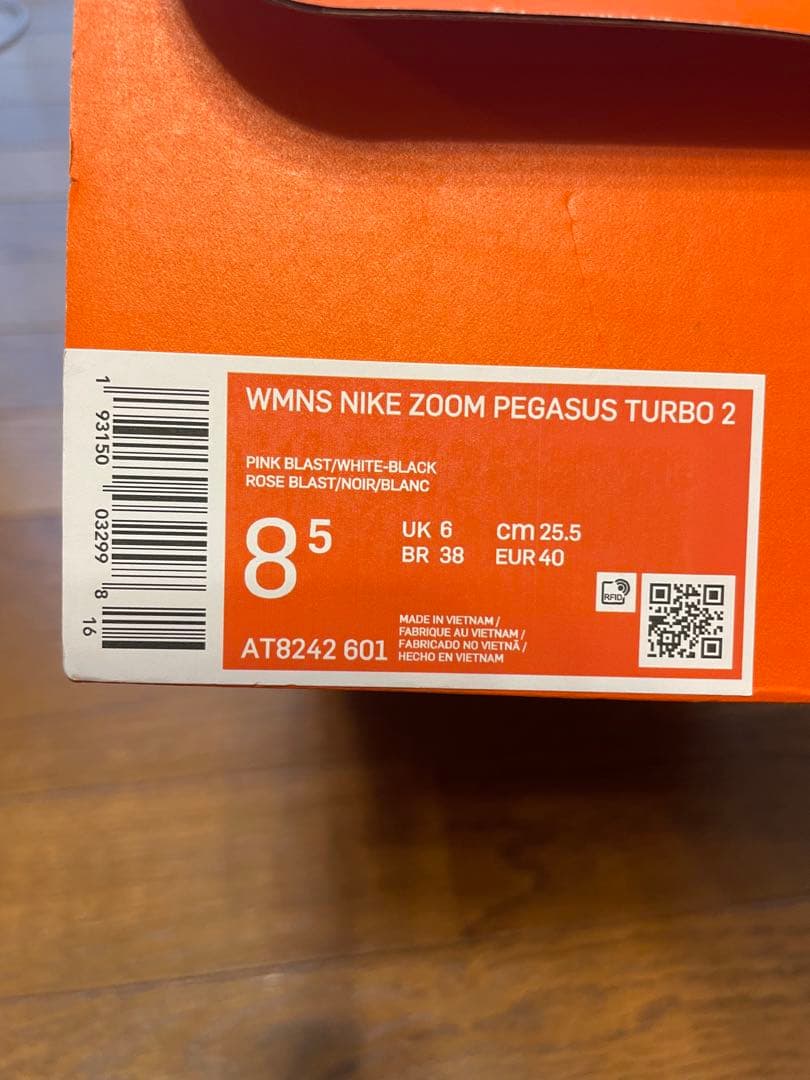 WMNS NIKE ZOOM PEGASUS TURBO 2
PINK BLAST/WHITE-BLACK
ROSE BLAST/NOIR/BLANC
8 5
UK 6 cm 25.5
BR 38 EUR 40
RFID
AT8242 601
MADE IN VIETNAM /
FABRIQUE AU VIETNAM /
FABRICADO NO VIETNÃ /
HECHO EN VIETNAM
1 93150 03299 8 16